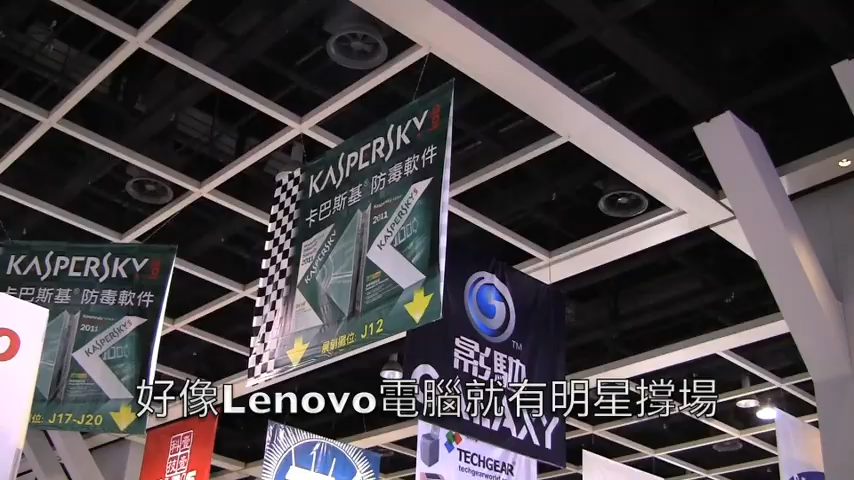 KASPERSKY
卡巴斯基® 防毒軟件
2011
KASPERSKY
展銷攤位: J12
KASPERSKY
卡巴斯基® 防毒軟件
2011
KASPERSKY
位: J17-J20
影馳
GALAXY
TM
TECHGEAR
techgearworld
好像Lenovo電腦就有明星撐場